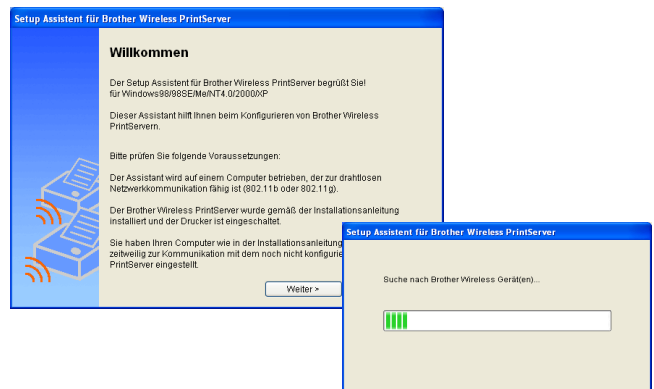 Setup Assistent für Brother Wireless PrintServer
Willkommen
Der Setup Assistent für Brother Wireless PrintServer begrüßt Sie!
für Windows98/98SE/Me/NT4.0/2000/XP
Dieser Assistant hilft Ihnen beim Konfigurieren von Brother Wireless
PrintServern.
Bitte prüfen Sie folgende Voraussetzungen:
Der Assistant wird auf einem Computer betrieben, der zur drahtlosen
Netzwerkkommunikation fähig ist (802.11b oder 802.11g).
Der Brother Wireless PrintServer wurde gemäß der Installationsanleitung
installiert und der Drucker ist eingeschaltet.
Sie haben Ihren Computer wie in der Installationsanleitung
zeitweilig zur Kommunikation mit dem noch nicht konfigurie
PrintServer eingestellt.
Weiter >
Setup Assistent für Brother Wireless PrintServer
Suche nach Brother Wireless Gerät(en)...